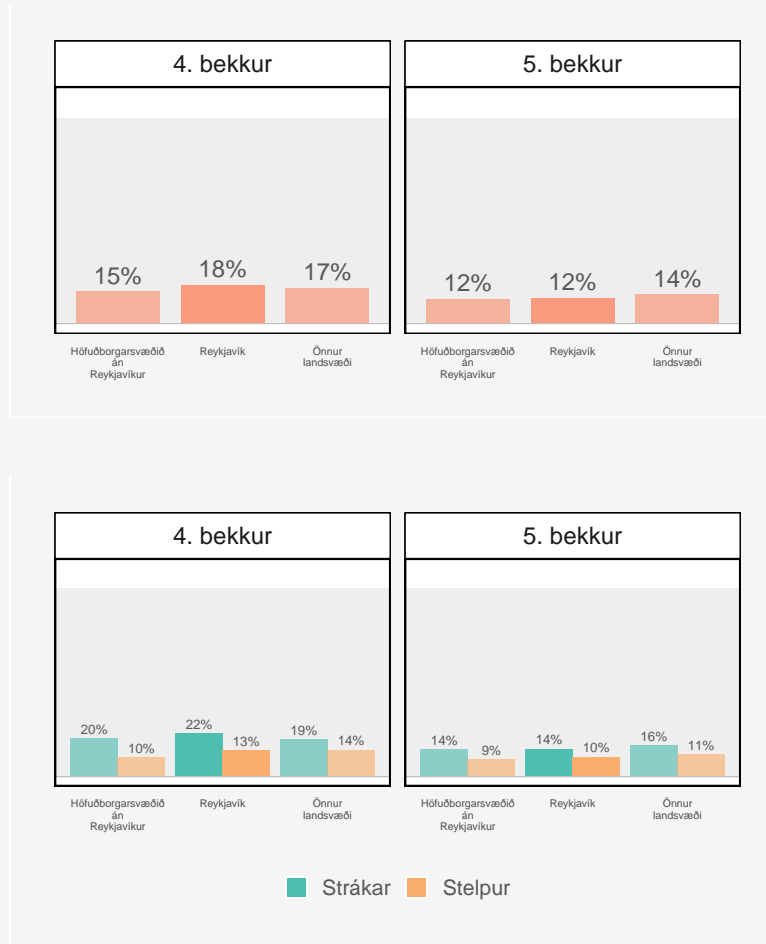 4. bekkur
5. bekkur
15%
18%
17%
12%
12%
14%
Höfuðborgarsvæðið
án
Reykjavíkur
Reykjavík
Önnur
landsvæði
Höfuðborgarsvæðið
án
Reykjavíkur
Reykjavík
Önnur
landsvæði
4. bekkur
5. bekkur
20%
10%
22%
13%
19%
14%
14%
9%
14%
10%
16%
11%
Höfuðborgarsvæðið
án
Reykjavíkur
Reykjavík
Önnur
landsvæði
Höfuðborgarsvæðið
án
Reykjavíkur
Reykjavík
Önnur
landsvæði
Strákar
Stelpur